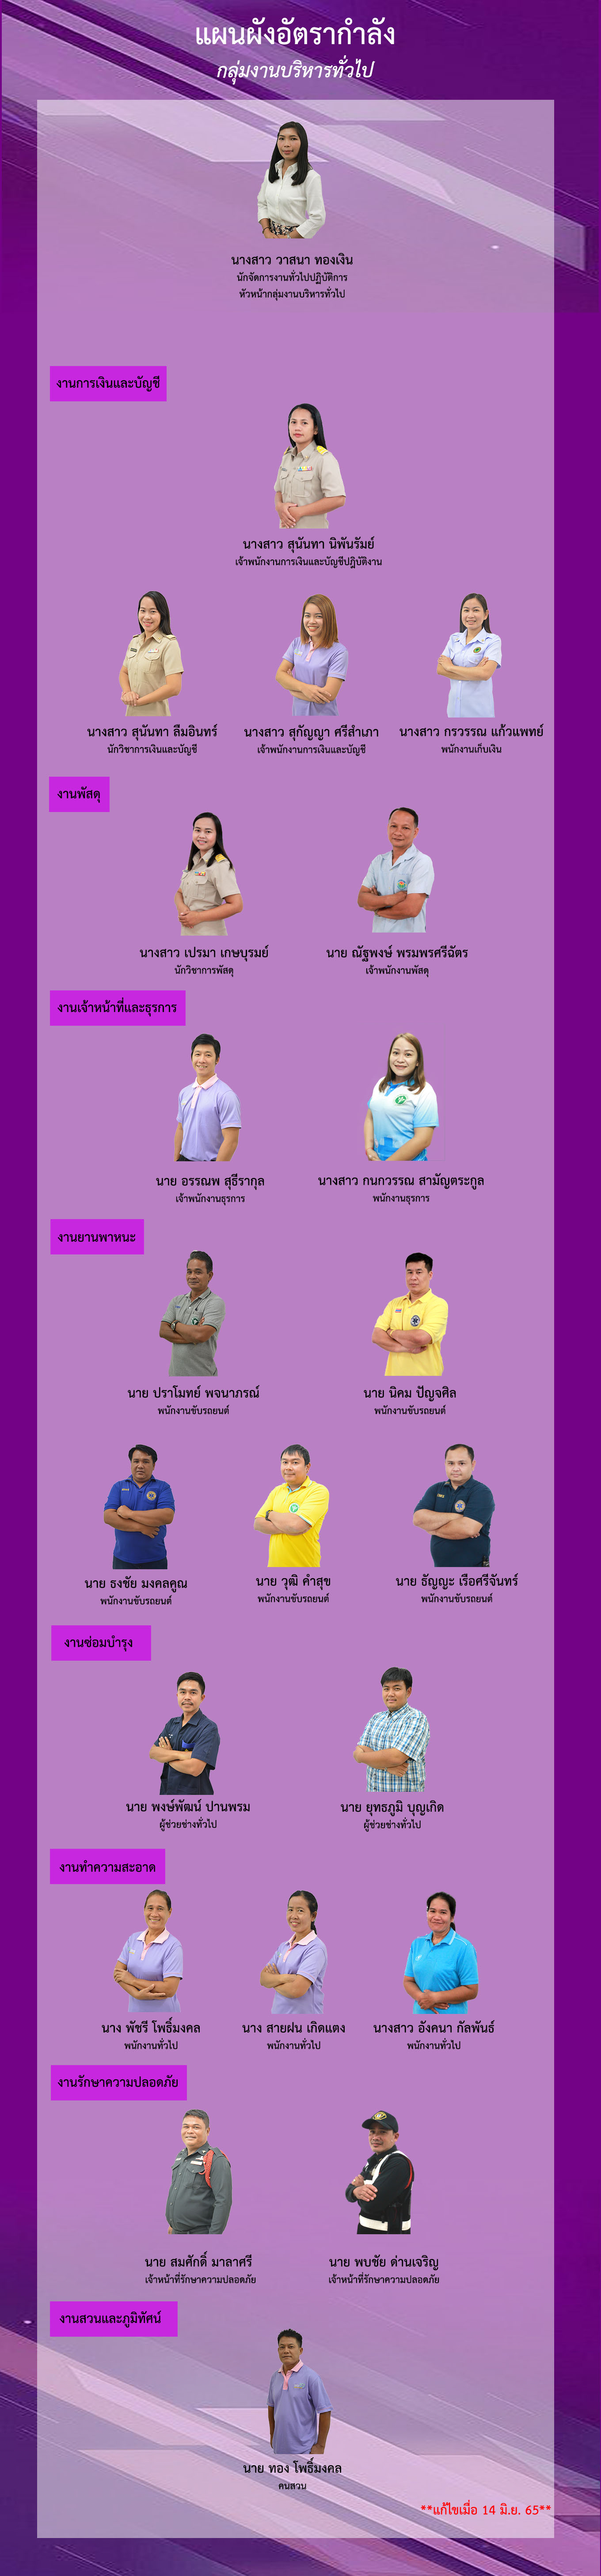 แผนผังอัตรากำลัง
กลุ่มงานบริหารทั่วไป
นางสาว วาสนา ทองเงิน
นักจัดการงานทั่วไปปฏิบัติการ
หัวหน้ากลุ่มงานบริหารทั่วไป
งานการเงินและบัญชี
นางสาว สุนันทา นิพันรัมย์
เจ้าพนักงานการเงินและบัญชีปฏิบัติงาน
นางสาว สุนันทา ลืมอินทร์
นักวิชาการเงินและบัญชี
นางสาว สุกัญญา ศรีสำเภา
เจ้าพนักงานการเงินและบัญชี
นางสาว กรวรรณ แก้วแพทย์
พนักงานเก็บเงิน
งานพัสดุ
นางสาว เปรมา เกษบุรมย์
นักวิชาการพัสดุ
นาย ณัฐพงษ์ พรมพรศรีฉัตร
เจ้าพนักงานพัสดุ
งานเจ้าหน้าที่และธุรการ
นาย อรรณพ สุธีรากุล
เจ้าพนักงานธุรการ
นางสาว กนกวรรณ สามัญตระกูล
พนักงานธุรการ
งานยานพาหนะ
นาย ปราโมทย์ พจนาภรณ์
พนักงานขับรถยนต์
นาย นิคม ปัญจศิล
พนักงานขับรถยนต์
นาย ธงชัย มงคลคูณ
พนักงานขับรถยนต์
นาย วุฒิ คำสุข
พนักงานขับรถยนต์
นาย ธัญญะ เรือศรีจันทร์
พนักงานขับรถยนต์
งานซ่อมบำรุง
นาย พงษ์พัฒน์ ปานพรม
ผู้ช่วยช่างทั่วไป
นาย ยุทธภูมิ บุญเกิด
ผู้ช่วยช่างทั่วไป
งานทำความสะอาด
นาง พัชรี โพธิ์มงคล
พนักงานทั่วไป
นาง สายฝน เกิดแตง
พนักงานทั่วไป
นางสาว อังคนา กัลพันธ์
พนักงานทั่วไป
งานรักษาความปลอดภัย
นาย สมศักดิ์ มาลาศรี
เจ้าหน้าที่รักษาความปลอดภัย
นาย พบชัย ด่านเจริญ
เจ้าหน้าที่รักษาความปลอดภัย
งานสวนและภูมิทัศน์
นาย ทอง โพธิ์มงคล
คนสวน
**แก้ไขเมื่อ 14 มิ.ย. 65**